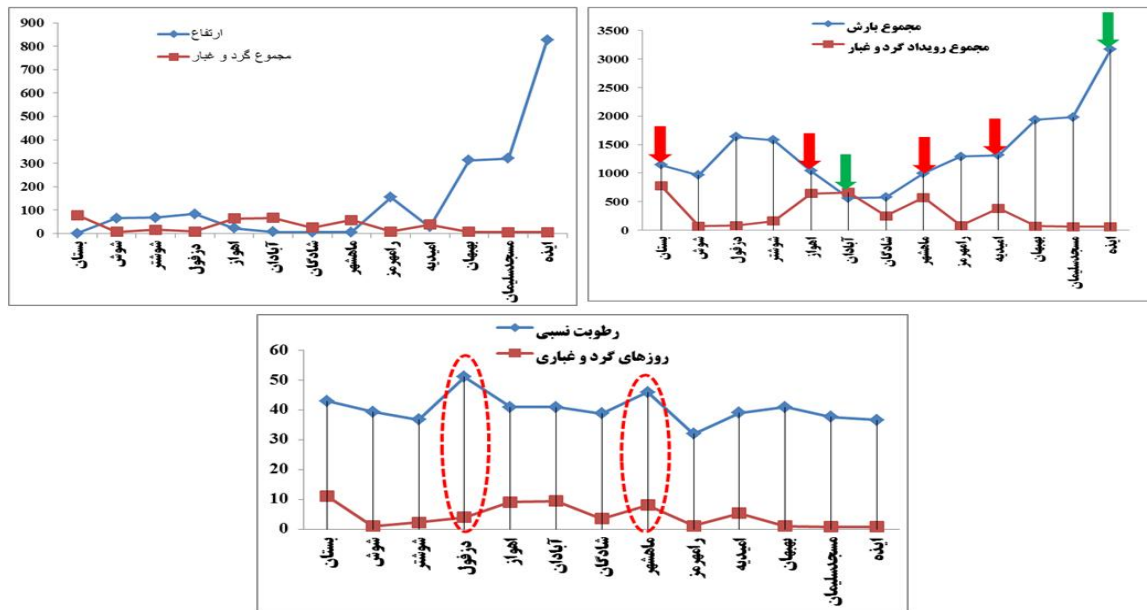 900
800
700
600
500
400
300
200
100
0
ارتفاع
مجموع گرد و غبار
بستان
شوش
شوشتر
دزفول
اهواز
آبادان
شادگان
ماهشهر
رامهرمز
امیدیه
بهبهان
مسجدسلیمان
ایذه
3500
3000
2500
2000
1500
1000
500
0
مجموع بارش
مجموع رویداد گرد و غبار
بستان
شوش
دزفول
شوشتر
اهواز
آبادان
شادگان
ماهشهر
رامهرمز
امیدیه
بهبهان
مسجدسلیمان
ایذه
60
50
40
30
20
10
0
رطوبت نسبی
روزهای گرد و غباری
بستان
شوش
شوشتر
دزفول
اهواز
آبادان
شادگان
ماهشهر
رامهرمز
امیدیه
بهبهان
مسجدسلیمان
ایذه